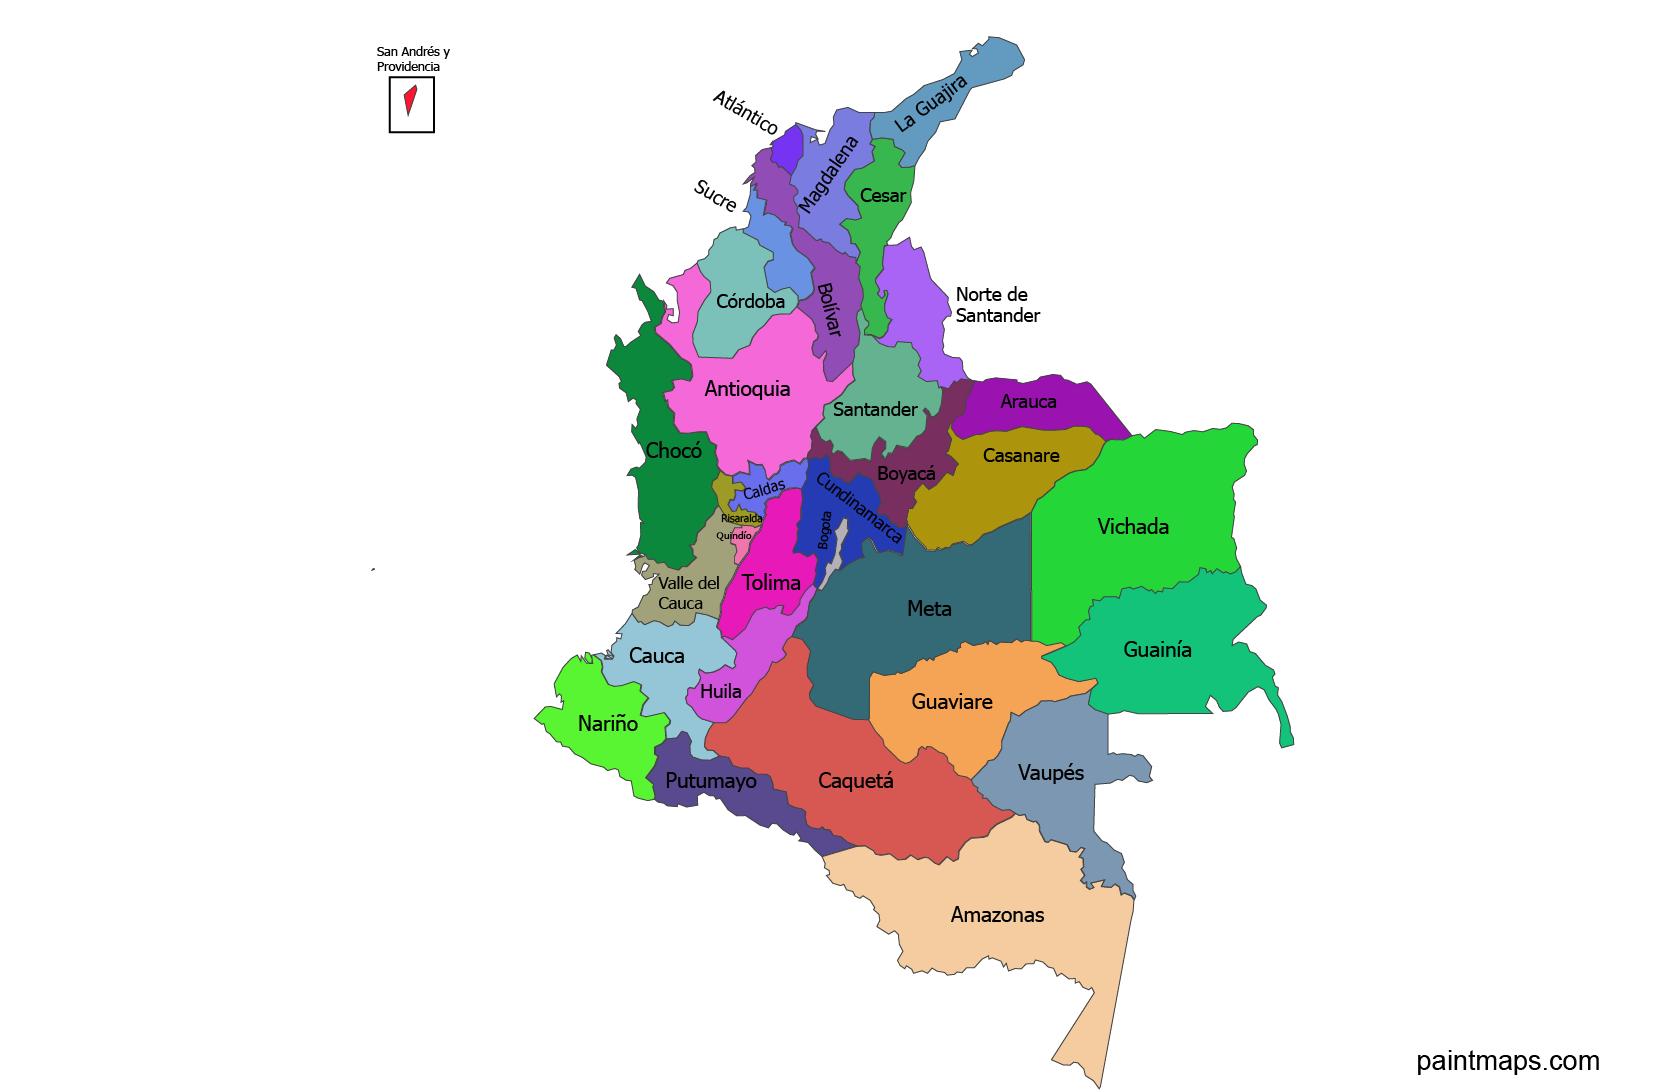 San Andrés y
Providencia
La Guajira
Atlántico
Magdalena
Cesar
Sucre
Norte de
Santander
Córdoba
Bolívar
Antioquia
Arauca
Santander
Chocó
Casanare
Boyacá
Caldas
Cundinamarca
Risaralda
Vichada
Bogota
Quindío
Tolima
Valle del
Cauca
Meta
Guainía
Cauca
Huila
Guaviare
Nariño
Vaupés
Putumayo
Caquetá
Amazonas
paintmaps.com